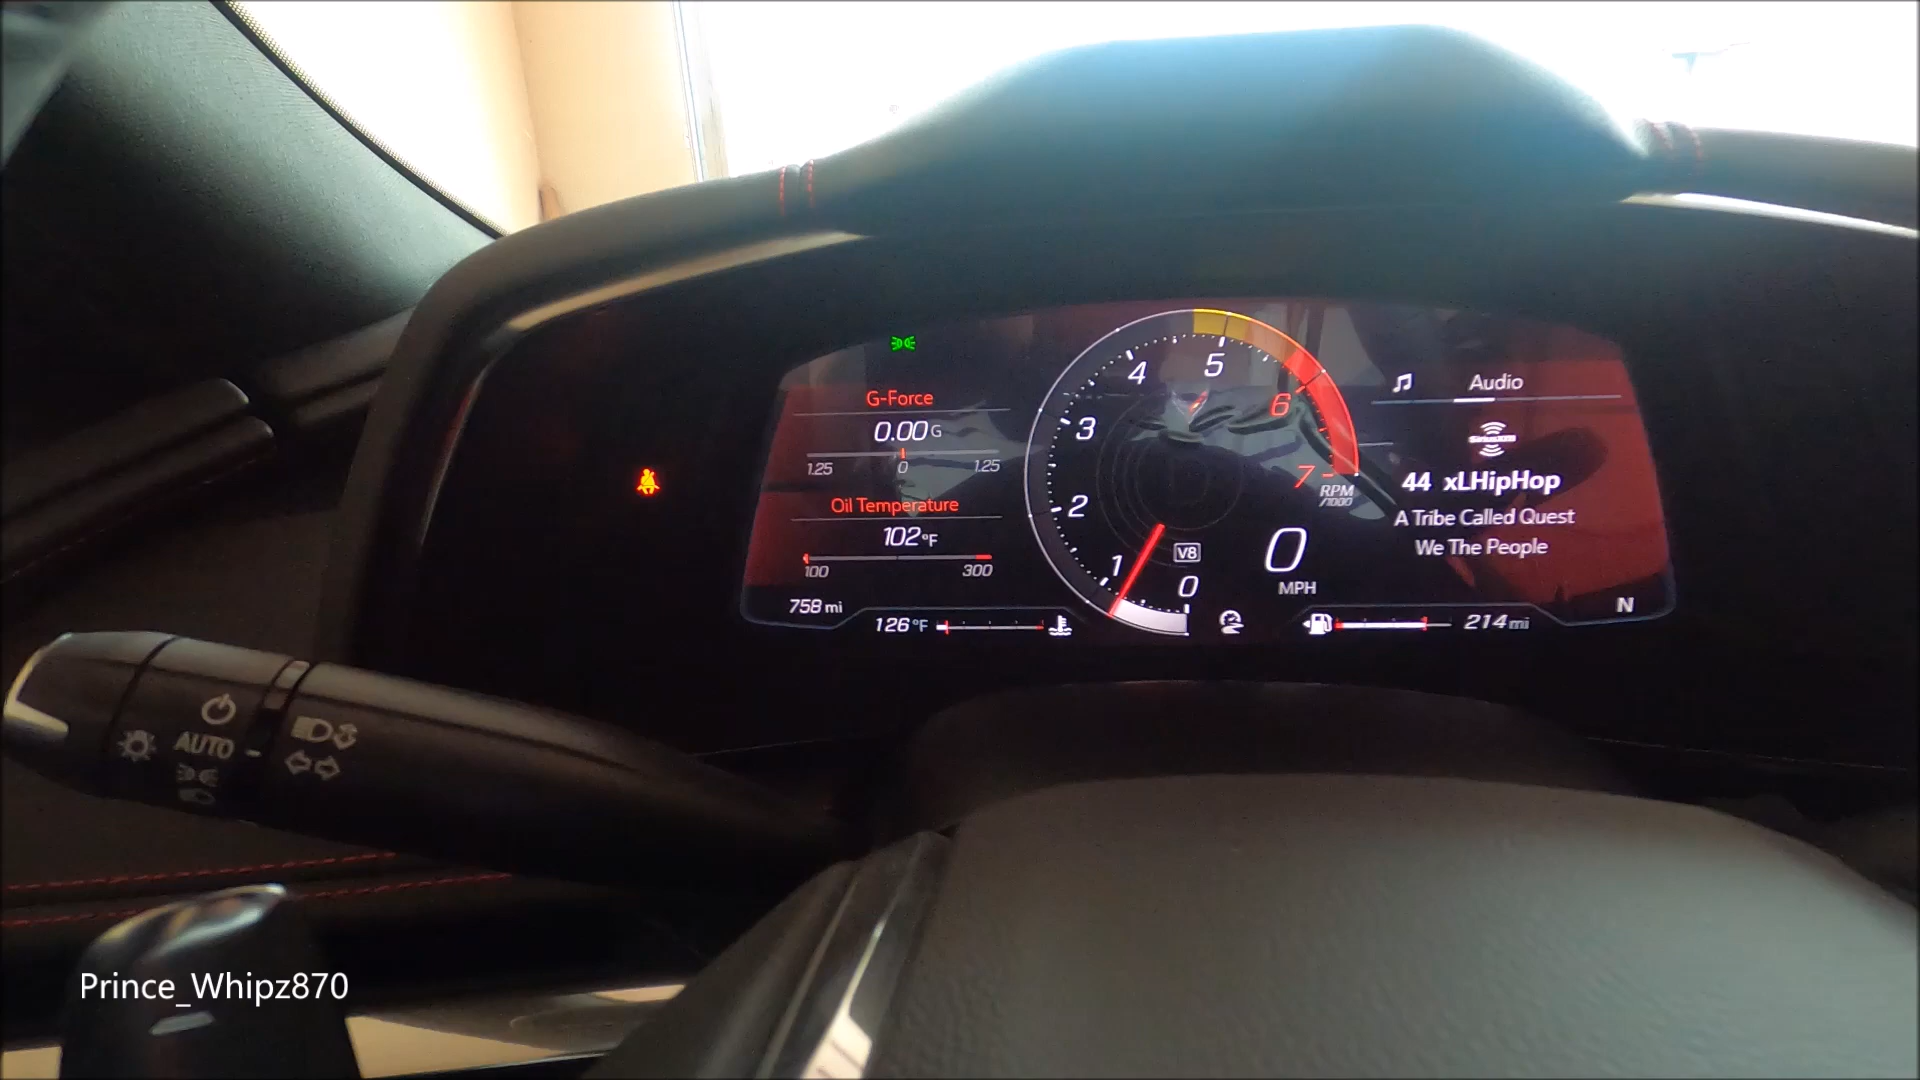 G-Force
0.00 G
1.25 0 1.25
Oil Temperature
102 °F
100 300
758 mi
126 °F
0
1
2
3
4
5
6
7
RPM
/1000
V8
0
MPH
Audio
SiriusXM
44 xLHipHop
A Tribe Called Quest
We The People
N
214 mi
AUTO
Prince_Whipz870